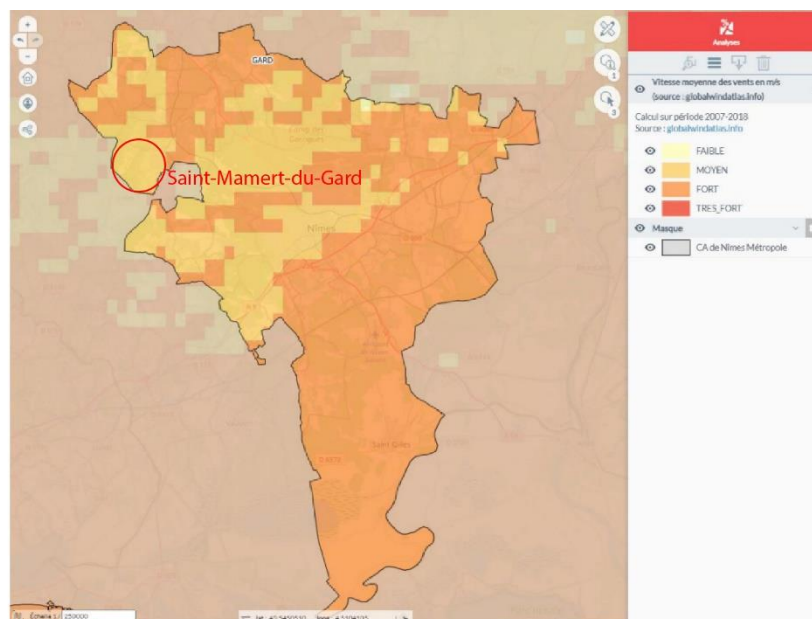 GARD
Saint-Mamert-du-Gard
Nîmes
Saint Gilles
Analyses
1
3
Vitesse moyenne des vents en m/s
(source : globalwindatlas.info)
Calcul sur période 2007-2018
Source : globalwindatlas.info
FAIBLE
MOYEN
FORT
TRES_FORT
Masque
CA de Nîmes Métropole
250000